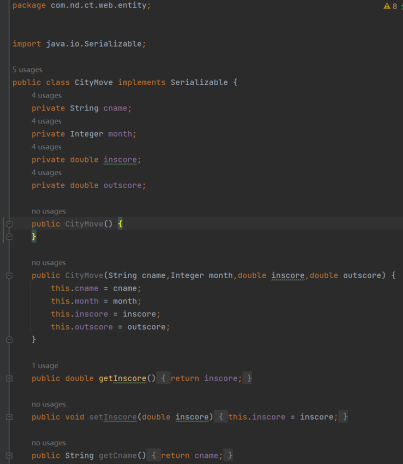 package com.nd.ct.web.entity;
8
import java.io.Serializable;
5 usages
public class CityMove implements Serializable {
4 usages
private String cname;
4 usages
private Integer month;
4 usages
private double inscore;
4 usages
private double outscore;
no usages
public CityMove() {
}
no usages
public CityMove(String cname,Integer month,double inscore,double outscore) {
this.cname = cname;
this.month = month;
this.inscore = inscore;
this.outscore = outscore;
}
1 usage
public double getInscore() { return inscore; }
no usages
public void setInscore(double inscore) { this.inscore = inscore; }
no usages
public String getCname() { return cname; }